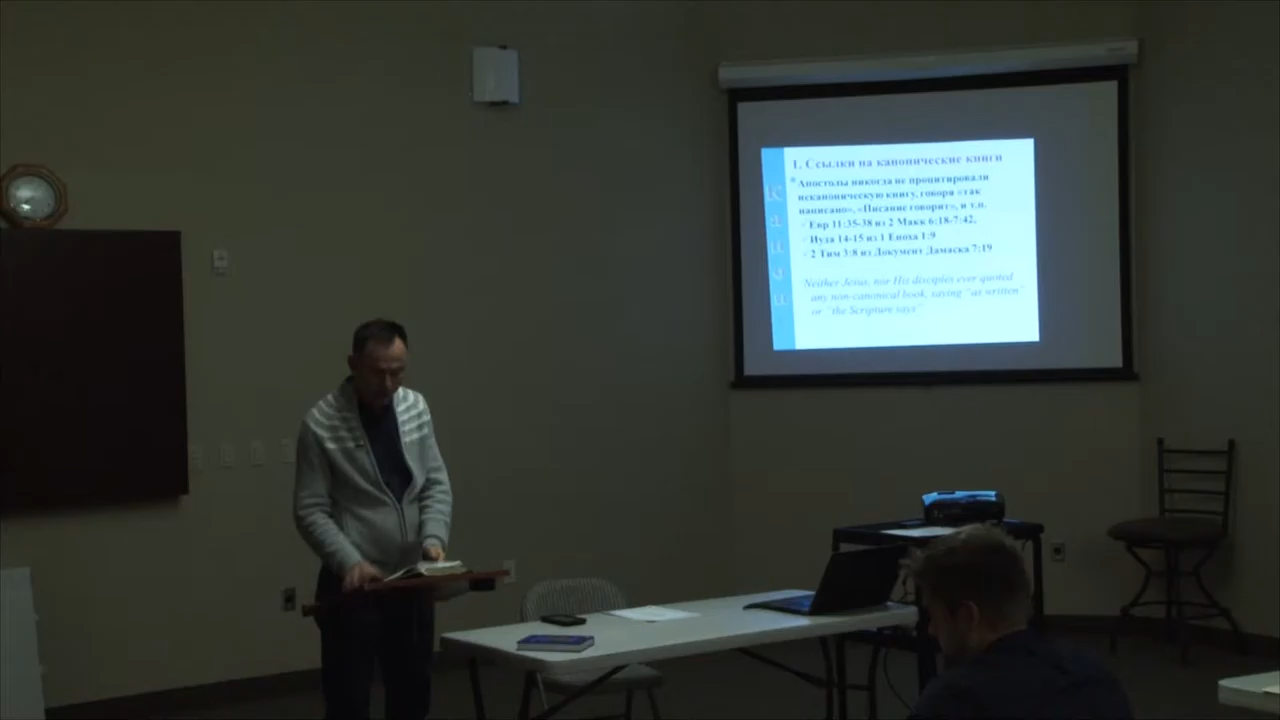 1. Ссылки на канонические книги
Апостолы никогда не процитировали
неканоническую книгу, говоря «так
написано», «Писание говорит», и т.п.
Евр 11:35-38 из 2 Макк 6:18-7:42,
Иуда 14-15 из 1 Еноха 1:9
2 Тим 3:8 из Документ Дамаска 7:19
Neither Jesus, nor His disciples ever quoted
any non-canonical book, saying "as written"
or "the Scripture says"